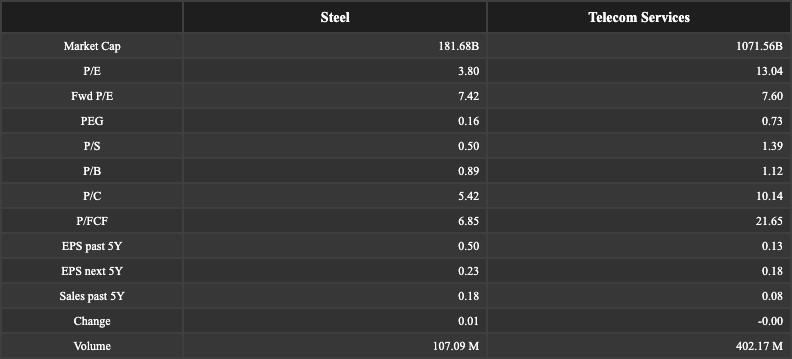 Steel Telecom Services
Market Cap 181.68B 1071.56B
P/E 3.80 13.04
Fwd P/E 7.42 7.60
PEG 0.16 0.73
P/S 0.50 1.39
P/B 0.89 1.12
P/C 5.42 10.14
P/FCF 6.85 21.65
EPS past 5Y 0.50 0.13
EPS next 5Y 0.23 0.18
Sales past 5Y 0.18 0.08
Change 0.01 -0.00
Volume 107.09 M 402.17 M